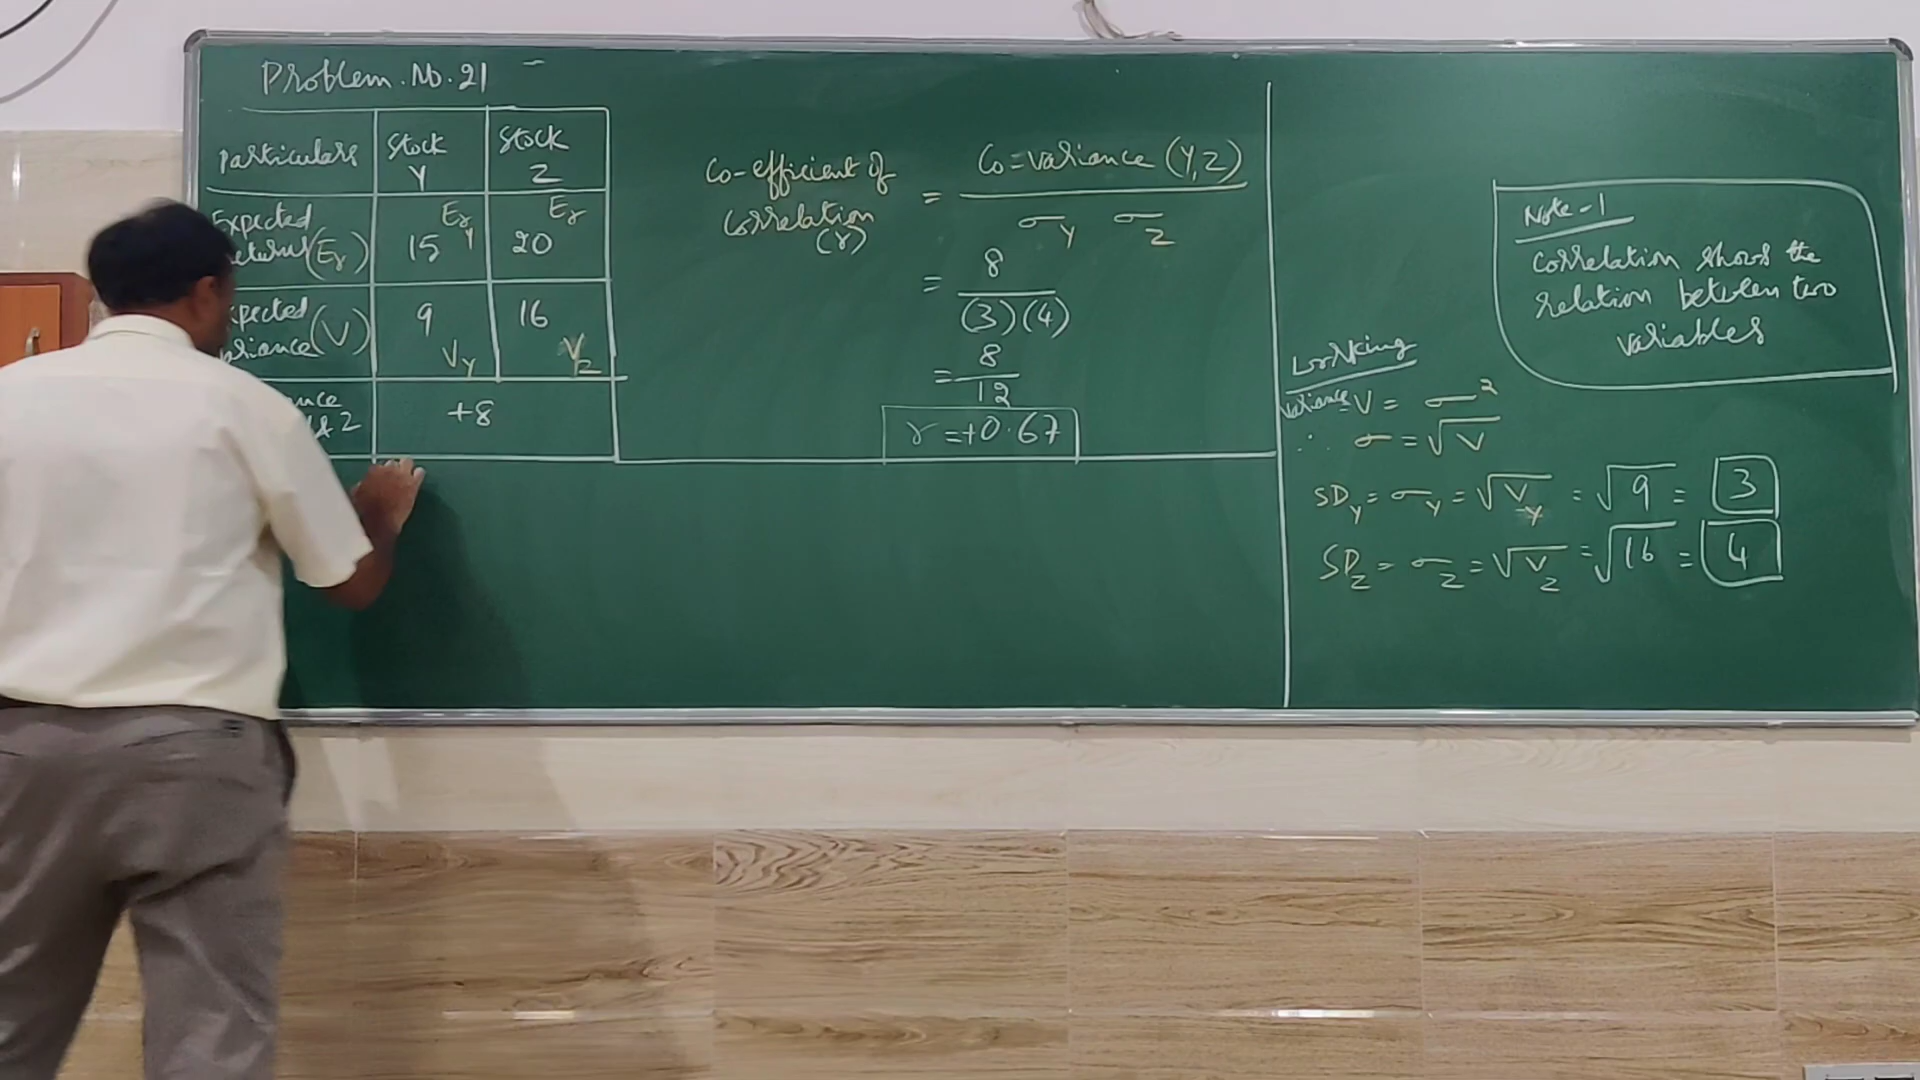 Problem. No. 21
Particulars Stock Y Stock Z
Expected (Er) 15 Er Y 20 Er
(V) 9 VY 16 VZ
&Z +8
Co-efficient of Correlation (r) = Co-variance (Y,Z)
σY σZ
= 8
(3)(4)
= 8
12
r = +0.67
Note-1
Correlation shows the
relation between two
variables
Working
Variance = V = σ²
∴ σ = √V
SDY = σY = √VY = √9 = 3
SDZ = σZ = √VZ = √16 = 4